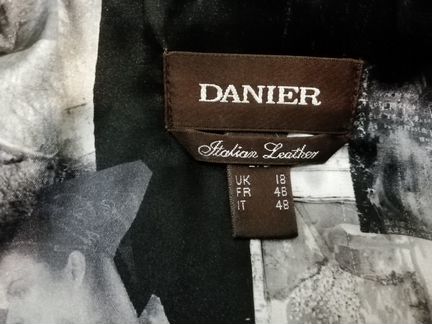 DANIER
Italian Leather
UK 18
FR 48
IT 48